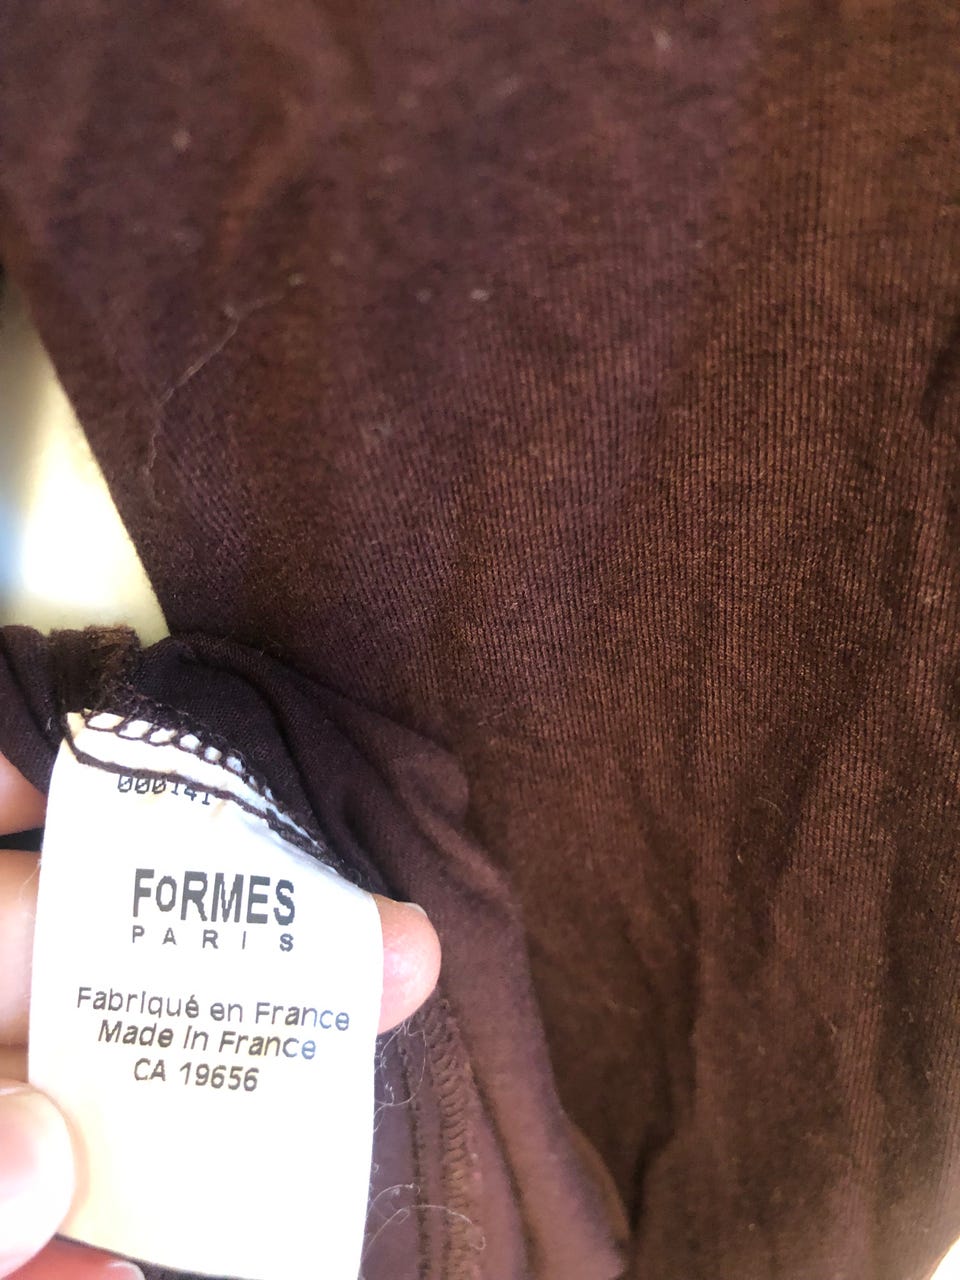 000141
FoRMES
PARIS
Fabriqué en France
Made in France
CA 19656